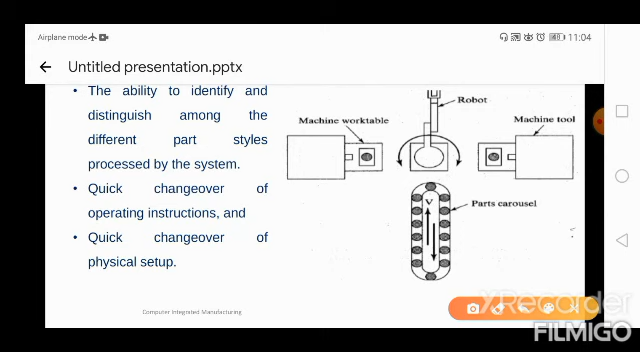 Airplane mode
11:04
Untitled presentation.pptx
• The ability to identify and
distinguish among the
different part styles
processed by the system.
• Quick changeover of
operating instructions, and
• Quick changeover of
physical setup.
Robot
Machine worktable
Machine tool
Parts carousel
V
Computer Integrated Manufacturing
XRecorder
FILMIGO